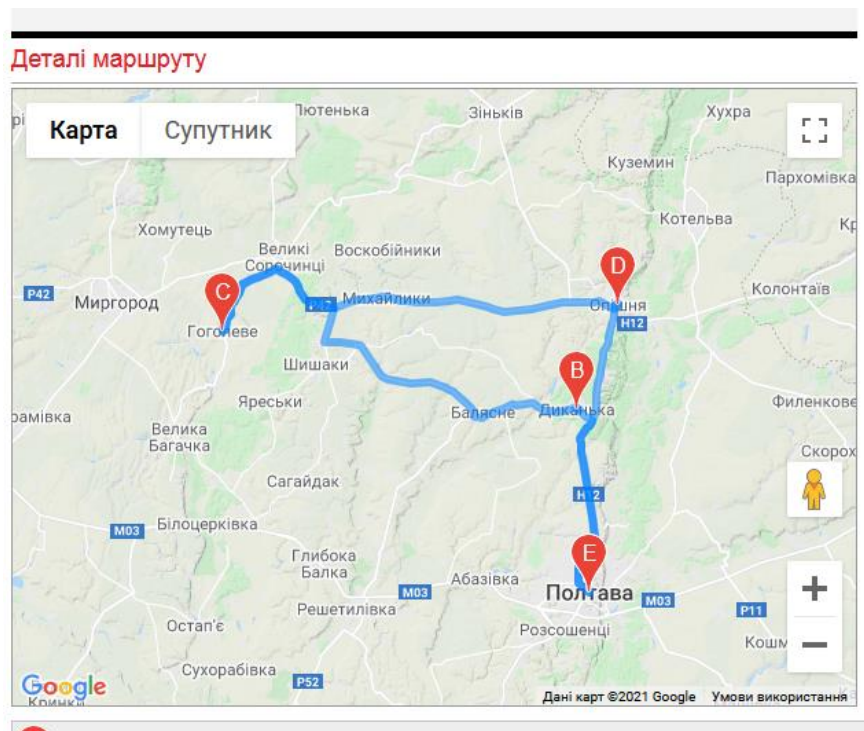 Деталі маршруту
Карта
Супутник
Лютенька
Зіньків
Хухра
Куземин
Пархомівка
Хомутець
Котельва
Великі
Сорочинці
Воскобійники
D
C
P42
Миргород
Михайлики
Опішня
Колонтаїв
H12
Гоголеве
Шишаки
B
Яреськи
Балясне
Диканька
Филенкове
Велика
Багачка
Скорох
Сагайдак
H12
M03
Білоцерківка
E
Глибока
Балка
Абазівка
M03
Полтава
M03
P11
Решетилівка
Остап'є
Розсошенці
Кошм
Сухорабівка
P52
Google
Дані карт ©2021 Google
Умови використання